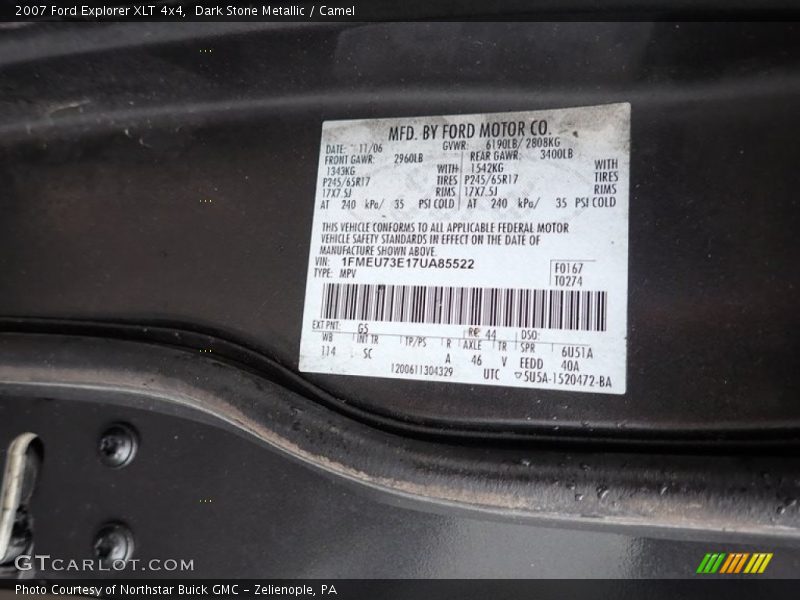 2007 Ford Explorer XLT 4x4, Dark Stone Metallic / Camel
MFD. BY FORD MOTOR CO.
DATE: 11/06 GVWR: 6190LB/ 2808KG
FRONT GAWR: 2960LB REAR GAWR: 3400LB
1343KG WITH 1542KG WITH
P245/65R17 TIRES P245/65R17 TIRES
17X7.5J RIMS 17X7.5J RIMS
AT 240 kPa/ 35 PSI COLD AT 240 kPa/ 35 PSI COLD
THIS VEHICLE CONFORMS TO ALL APPLICABLE FEDERAL MOTOR
VEHICLE SAFETY STANDARDS IN EFFECT ON THE DATE OF
MANUFACTURE SHOWN ABOVE.
VIN: 1FMEU73E17UA85522
TYPE: MPV
F0167
T0274
EXT PNT: G5 RC: 44 DSO:
WB INT TR TP/PS R AXLE TR SPR 6U51A
114 SC A 46 V EEDD 40A
1200611304329 UTC 5U5A-1520472-BA
GTCARLOT.COM
Photo Courtesy of Northstar Buick GMC – Zelienople, PA